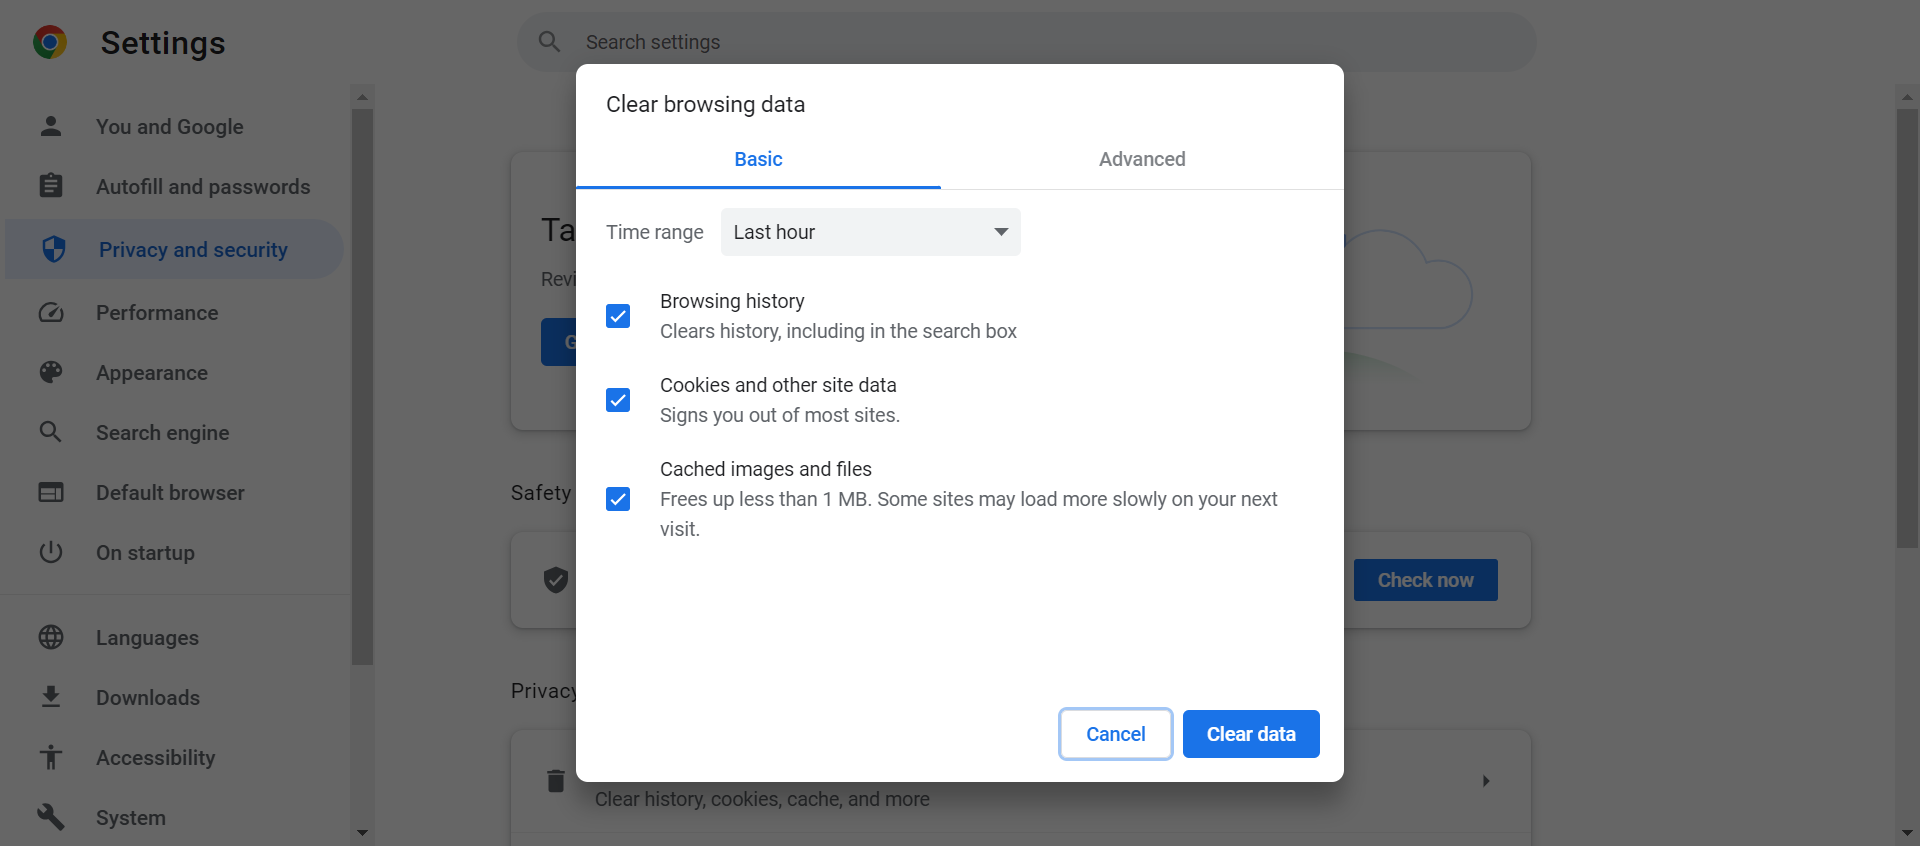 Settings
Search settings
You and Google
Autofill and passwords
Privacy and security
Performance
Appearance
Search engine
Default browser
On startup
Languages
Downloads
Accessibility
System
Clear browsing data
Basic
Advanced
Time range
Last hour
Browsing history
Clears history, including in the search box
Cookies and other site data
Signs you out of most sites.
Cached images and files
Frees up less than 1 MB. Some sites may load more slowly on your next
visit.
Cancel
Clear data
Safety
Check now
Privacy
Clear history, cookies, cache, and more